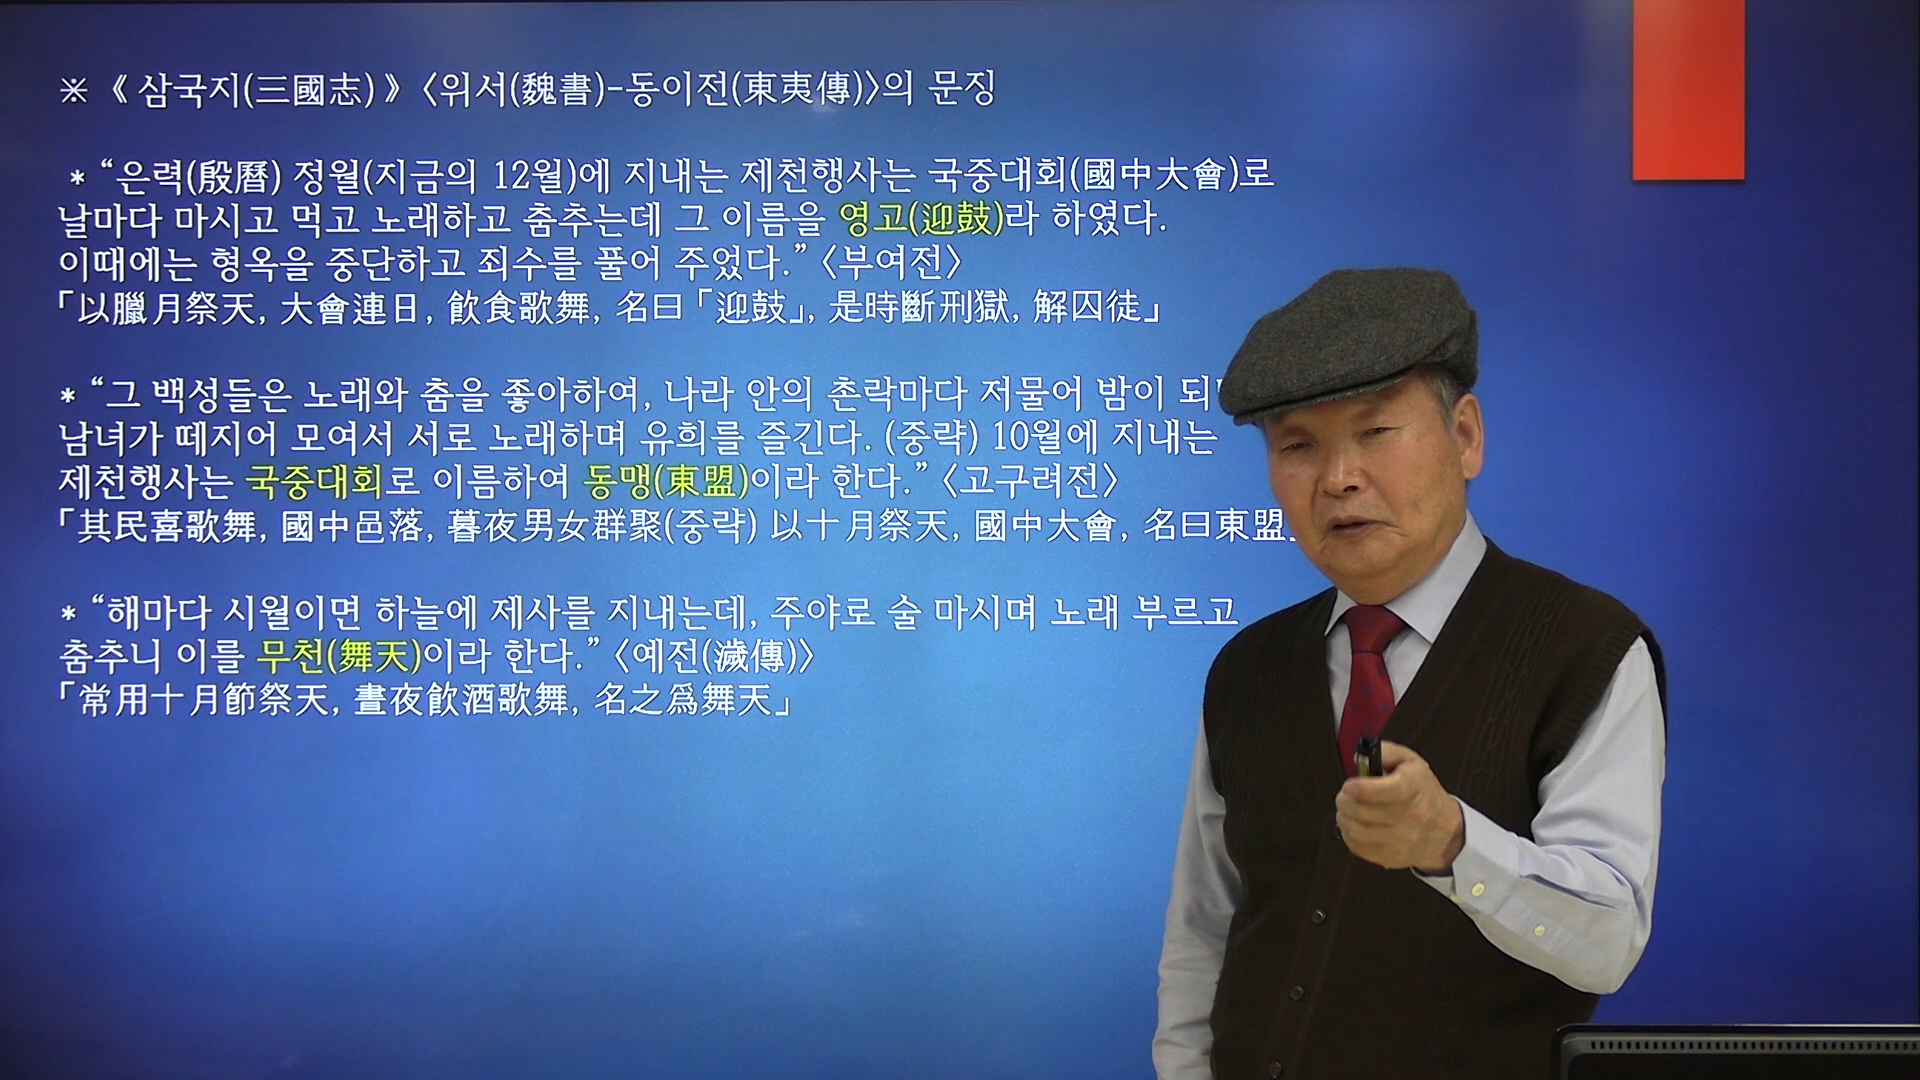 ※ 《 삼국지(三國志) 》 〈위서(魏書)-동이전(東夷傳)〉의 문징
* “은력(殷曆) 정월(지금의 12월)에 지내는 제천행사는 국중대회(國中大會)로
날마다 마시고 먹고 노래하고 춤추는데 그 이름을 영고(迎鼓)라 하였다.
이때에는 형옥을 중단하고 죄수를 풀어 주었다.” 〈부여전〉
「以臘月祭天, 大會連日, 飮食歌舞, 名曰 「迎鼓」, 是時斷刑獄, 解囚徒」
* “그 백성들은 노래와 춤을 좋아하여, 나라 안의 촌락마다 저물어 밤이
남녀가 떼지어 모여서 서로 노래하며 유희를 즐긴다. (중략) 10월에 지내는
제천행사는 국중대회로 이름하여 동맹(東盟)이라 한다.” 〈고구려전〉
「其民喜歌舞, 國中邑落, 暮夜男女群聚(중략) 以十月祭天, 國中大會, 名曰東盟」
* “해마다 시월이면 하늘에 제사를 지내는데, 주야로 술 마시며 노래 부르고
춤추니 이를 무천(舞天)이라 한다.” 〈예전(濊傳)〉
「常用十月節祭天, 晝夜飮酒歌舞, 名之爲舞天」